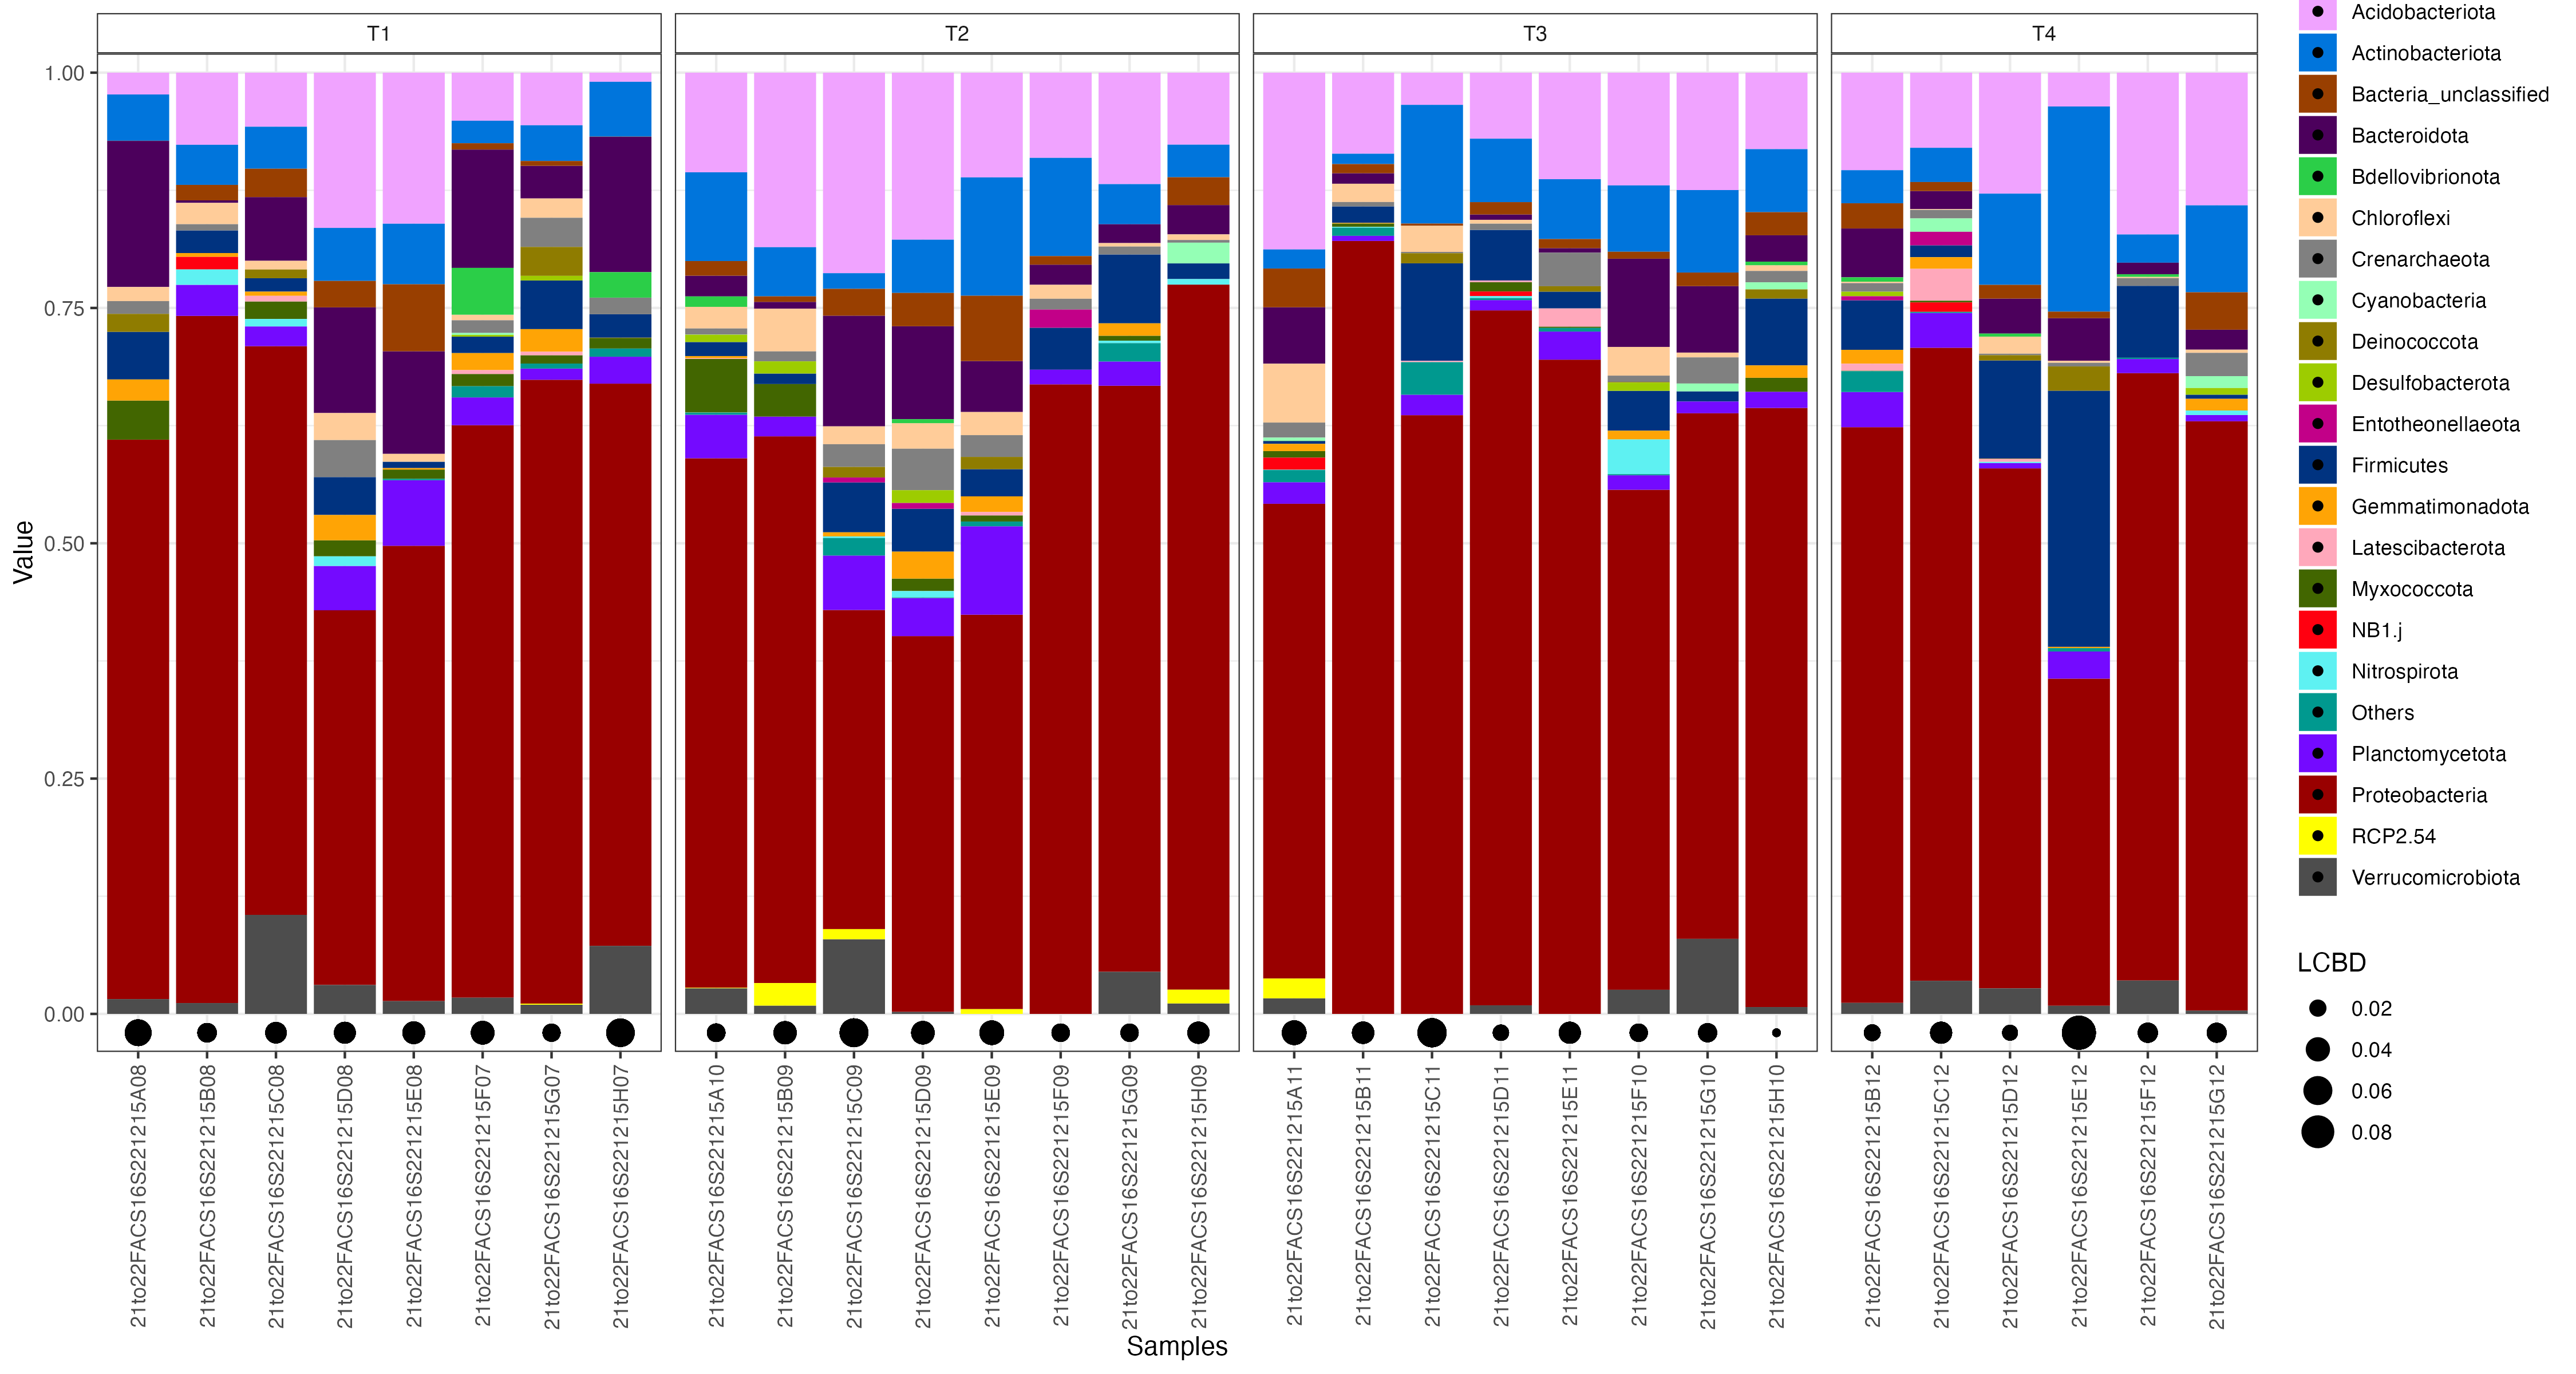 T1
T2
T3
T4
Value
1.00
0.75
0.50
0.25
0.00
21to22FACS16S221215A08
21to22FACS16S221215B08
21to22FACS16S221215C08
21to22FACS16S221215D08
21to22FACS16S221215E08
21to22FACS16S221215F07
21to22FACS16S221215G07
21to22FACS16S221215H07
21to22FACS16S221215A10
21to22FACS16S221215B09
21to22FACS16S221215C09
21to22FACS16S221215D09
21to22FACS16S221215E09
21to22FACS16S221215F09
21to22FACS16S221215G09
21to22FACS16S221215H09
21to22FACS16S221215A11
21to22FACS16S221215B11
21to22FACS16S221215C11
21to22FACS16S221215D11
21to22FACS16S221215E11
21to22FACS16S221215F10
21to22FACS16S221215G10
21to22FACS16S221215H10
21to22FACS16S221215B12
21to22FACS16S221215C12
21to22FACS16S221215D12
21to22FACS16S221215E12
21to22FACS16S221215F12
21to22FACS16S221215G12
Samples
Acidobacteriota
Actinobacteriota
Bacteria_unclassified
Bacteroidota
Bdellovibrionota
Chloroflexi
Crenarchaeota
Cyanobacteria
Deinococcota
Desulfobacterota
Entotheonellaeota
Firmicutes
Gemmatimonadota
Latescibacterota
Myxococcota
NB1.j
Nitrospirota
Others
Planctomycetota
Proteobacteria
RCP2.54
Verrucomicrobiota
LCBD
0.02
0.04
0.06
0.08